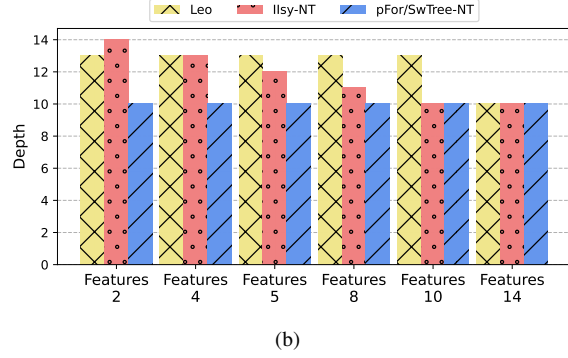 Leo IIsy-NT pFor/SwTree-NT
14
12
10
8
6
4
2
0
Depth
Features Features Features Features Features Features
2 4 5 8 10 14
(b)